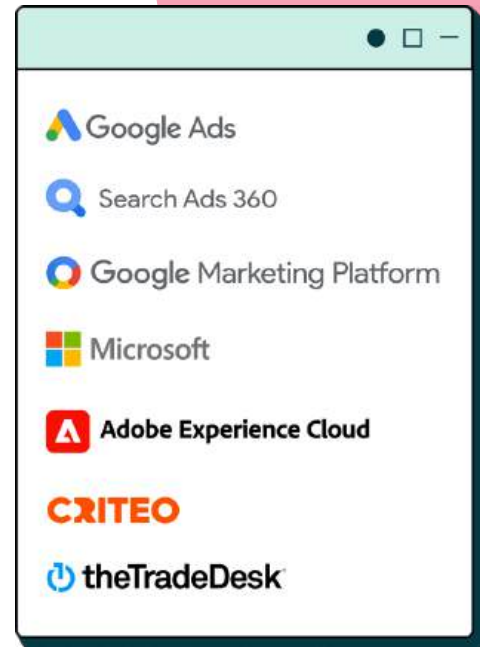 Google Ads
Search Ads 360
Google Marketing Platform
Microsoft
Adobe Experience Cloud
CRITEO
theTradeDesk